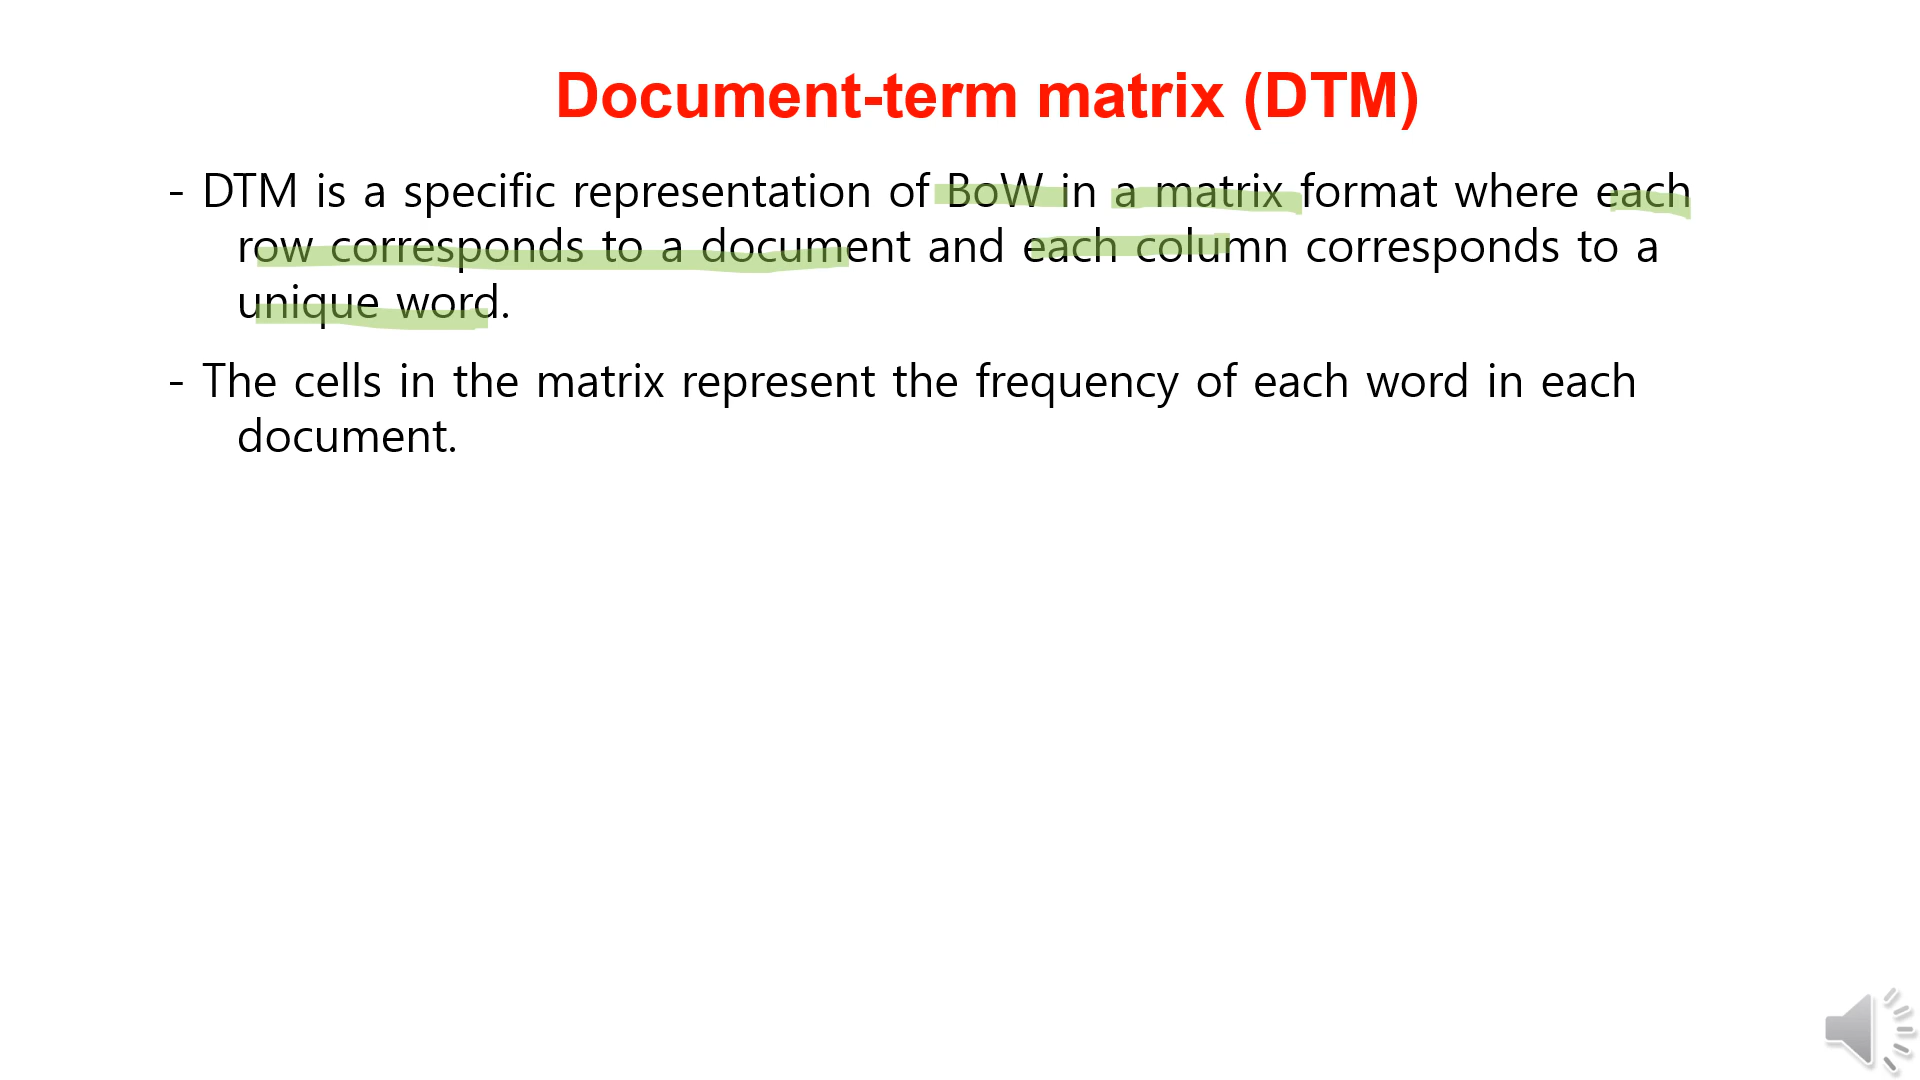 Document-term matrix (DTM)
- DTM is a specific representation of BoW in a matrix format where each
row corresponds to a document and each column corresponds to a
unique word.
- The cells in the matrix represent the frequency of each word in each
document.